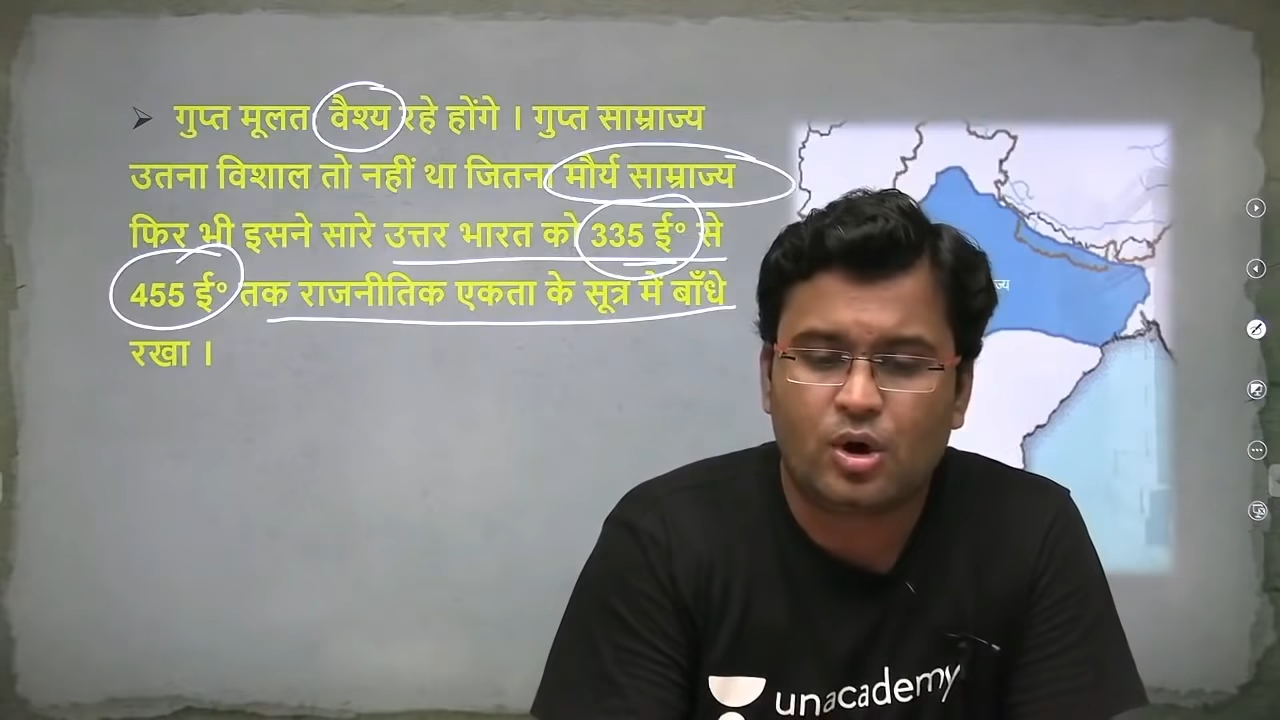 ➢ गुप्त मूलत वैश्य रहे होंगे । गुप्त साम्राज्य
उतना विशाल तो नहीं था जितना मौर्य साम्राज्य
फिर भी इसने सारे उत्तर भारत को 335 ई° से
455 ई° तक राजनीतिक एकता के सूत्र में बाँधे
रखा ।
unacademy